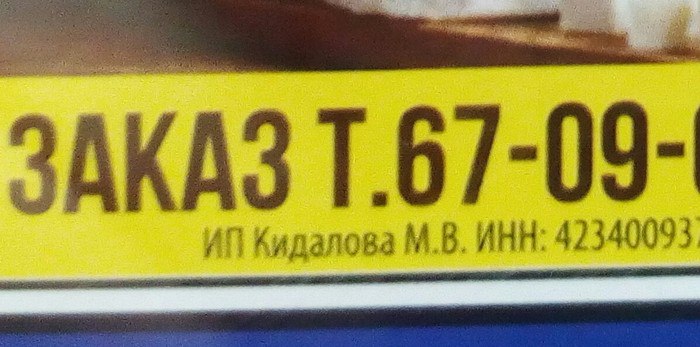 ЗАКАЗ Т.67-09-
ИП Кидалова М.В. ИНН: 42340093